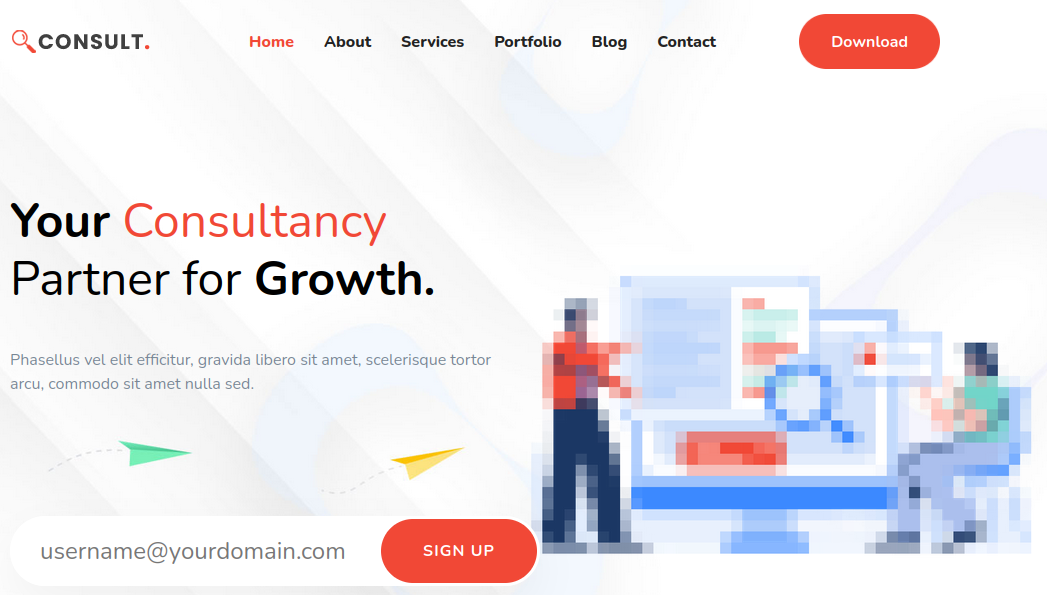 CONSULT.
Home About Services Portfolio Blog Contact
Download
Your Consultancy
Partner for Growth.
Phasellus vel elit efficitur, gravida libero sit amet, scelerisque tortor
arcu, commodo sit amet nulla sed.
username@yourdomain.com
SIGN UP